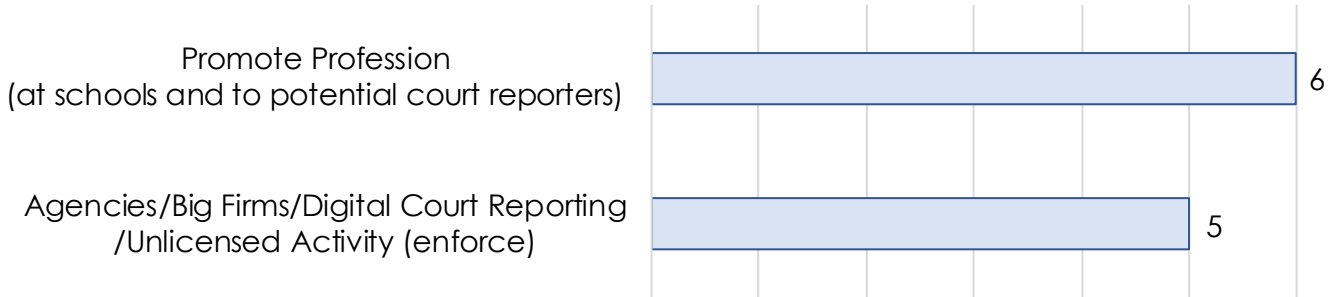 Promote Profession
(at schools and to potential court reporters)
6
Agencies/Big Firms/Digital Court Reporting
/Unlicensed Activity (enforce)
5